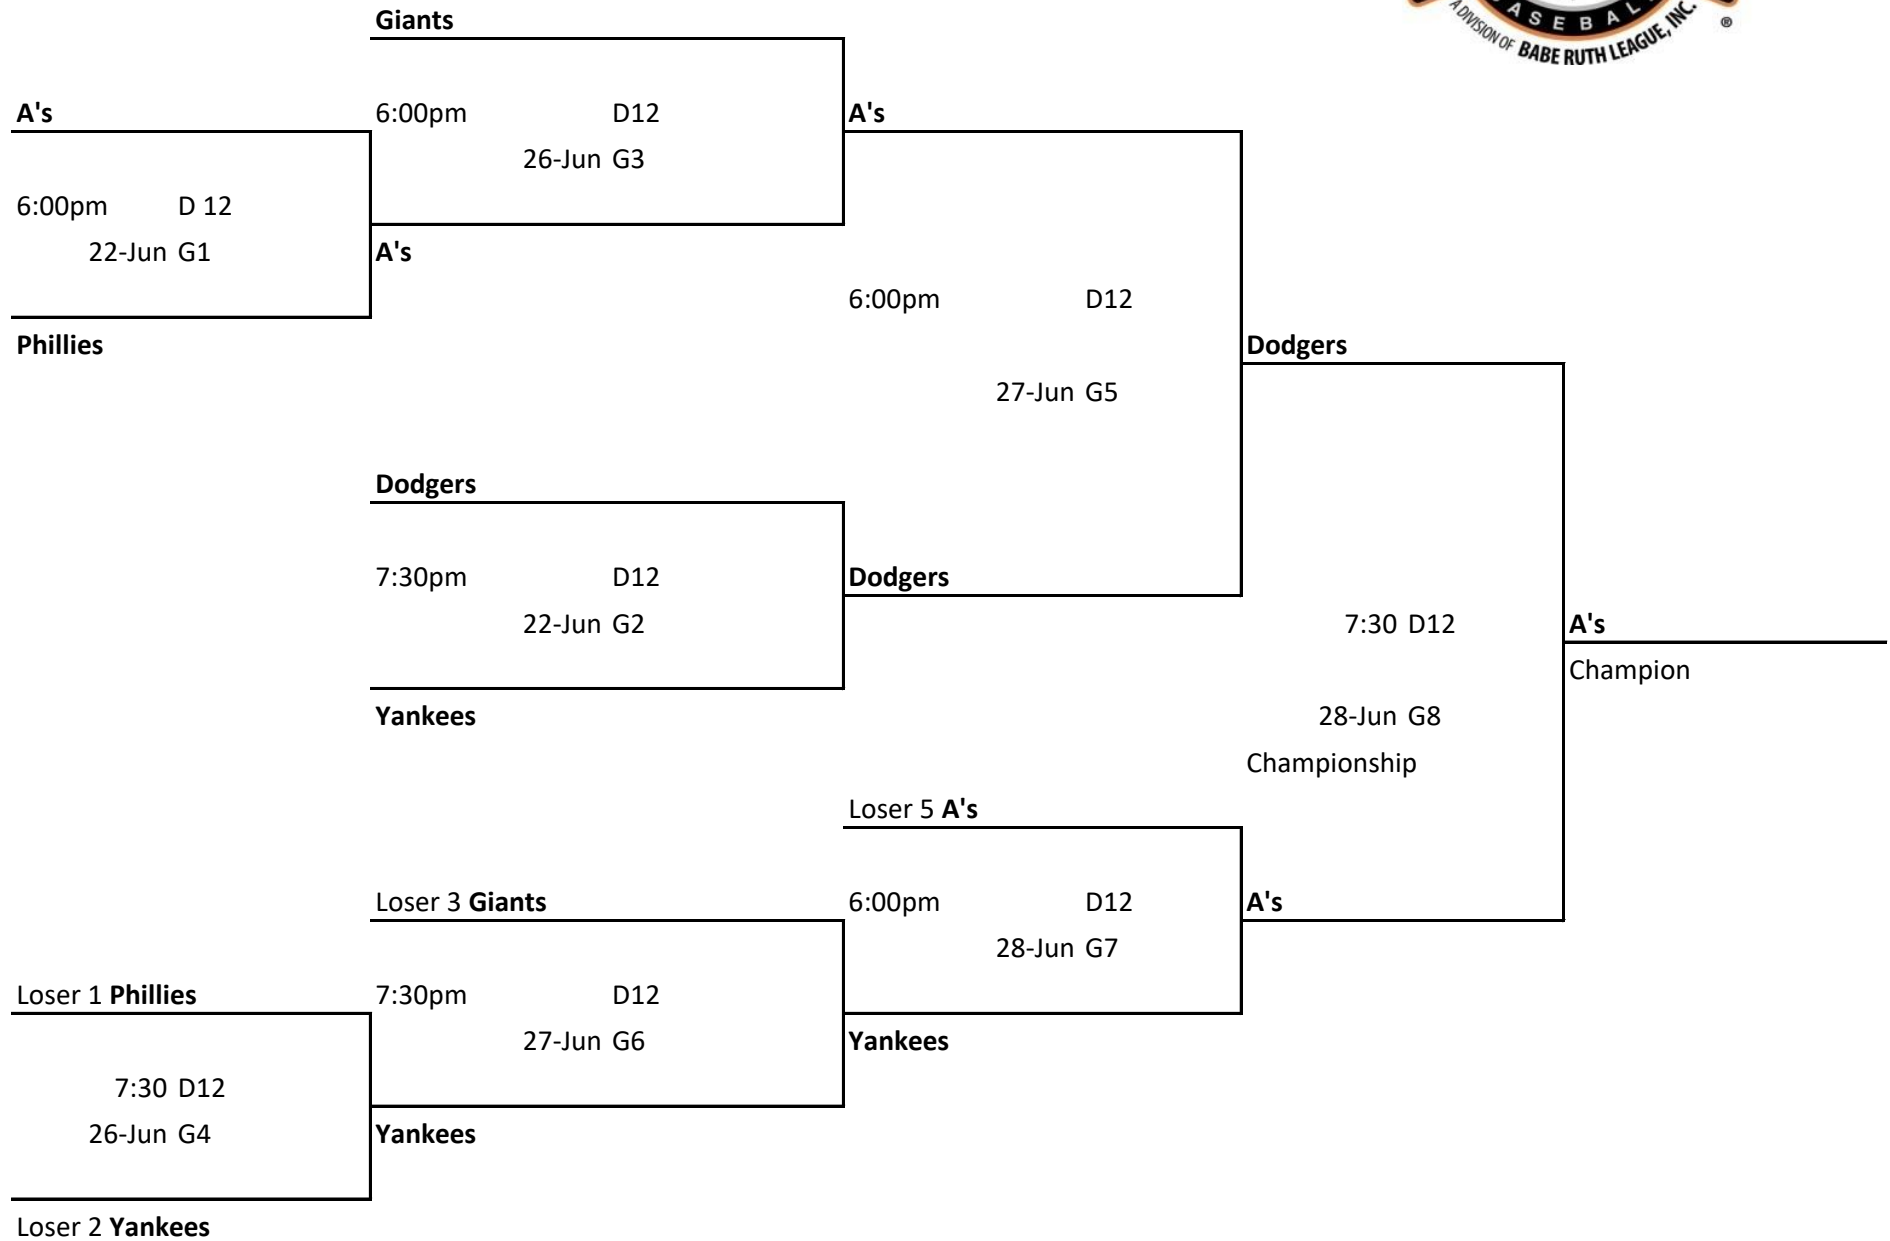 Giants
BASEBALL
A DIVISION OF BABE RUTH LEAGUE, INC.
®
A's
6:00pm D12
A's
26-Jun G3
6:00pm D 12
22-Jun G1
A's
6:00pm D12
Phillies
Dodgers
27-Jun G5
Dodgers
7:30pm D12
Dodgers
22-Jun G2
7:30 D12
A's
Champion
Yankees
28-Jun G8
Championship
Loser 5 A's
Loser 3 Giants
6:00pm D12
A's
28-Jun G7
Loser 1 Phillies
7:30pm D12
27-Jun G6
Yankees
7:30 D12
26-Jun G4
Yankees
Loser 2 Yankees